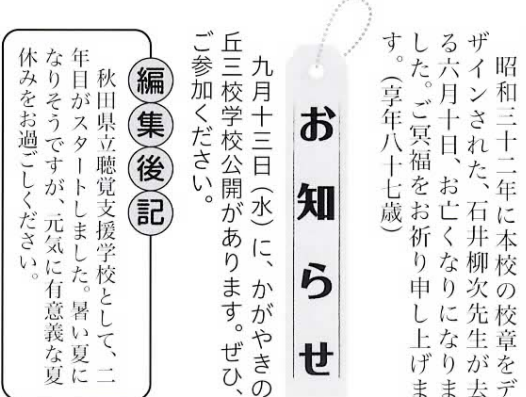 昭和三十二年に本校の校章をデ
ザインされた、石井柳次先生が去
る六月十日、お亡くなりになりま
した。ご冥福をお祈り申し上げま
す。（享年八十七歳）
お知らせ
九月十三日（水）に、かがやきの
丘三校学校公開があります。ぜひ、
ご参加ください。
編集後記
秋田県立聴覚支援学校として、二
年目がスタートしました。暑い夏に
なりそうですが、元気に有意義な夏
休みをお過ごしください。